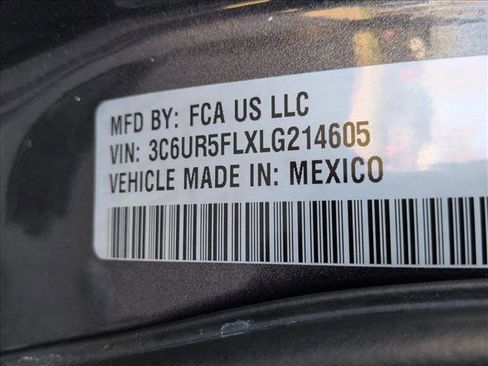 MFD BY: FCA US LLC
VIN: 3C6UR5FLXLG214605
VEHICLE MADE IN: MEXICO